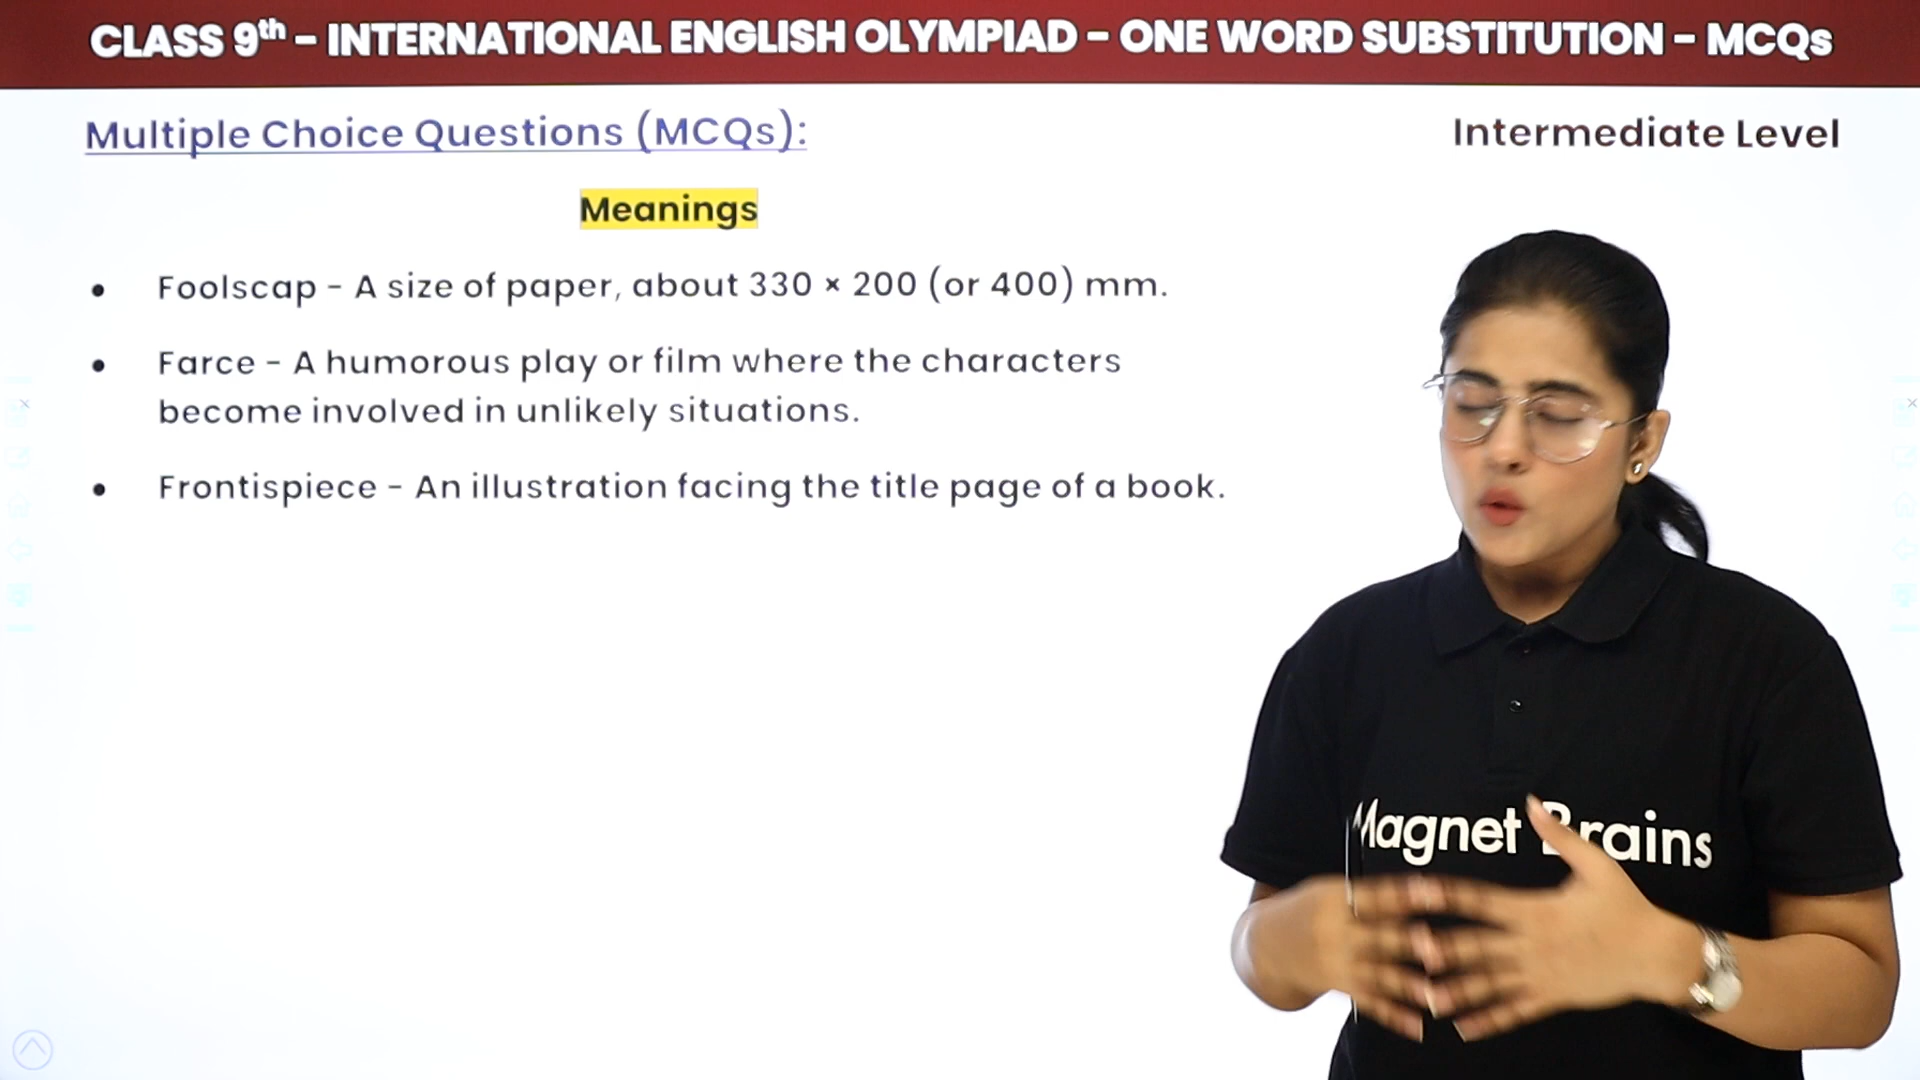 CLASS 9th – INTERNATIONAL ENGLISH OLYMPIAD – ONE WORD SUBSTITUTION – MCQs
Multiple Choice Questions (MCQs):
Intermediate Level
Meanings
• Foolscap – A size of paper, about 330 × 200 (or 400) mm.
• Farce – A humorous play or film where the characters
become involved in unlikely situations.
• Frontispiece – An illustration facing the title page of a book.
Magnet Brains